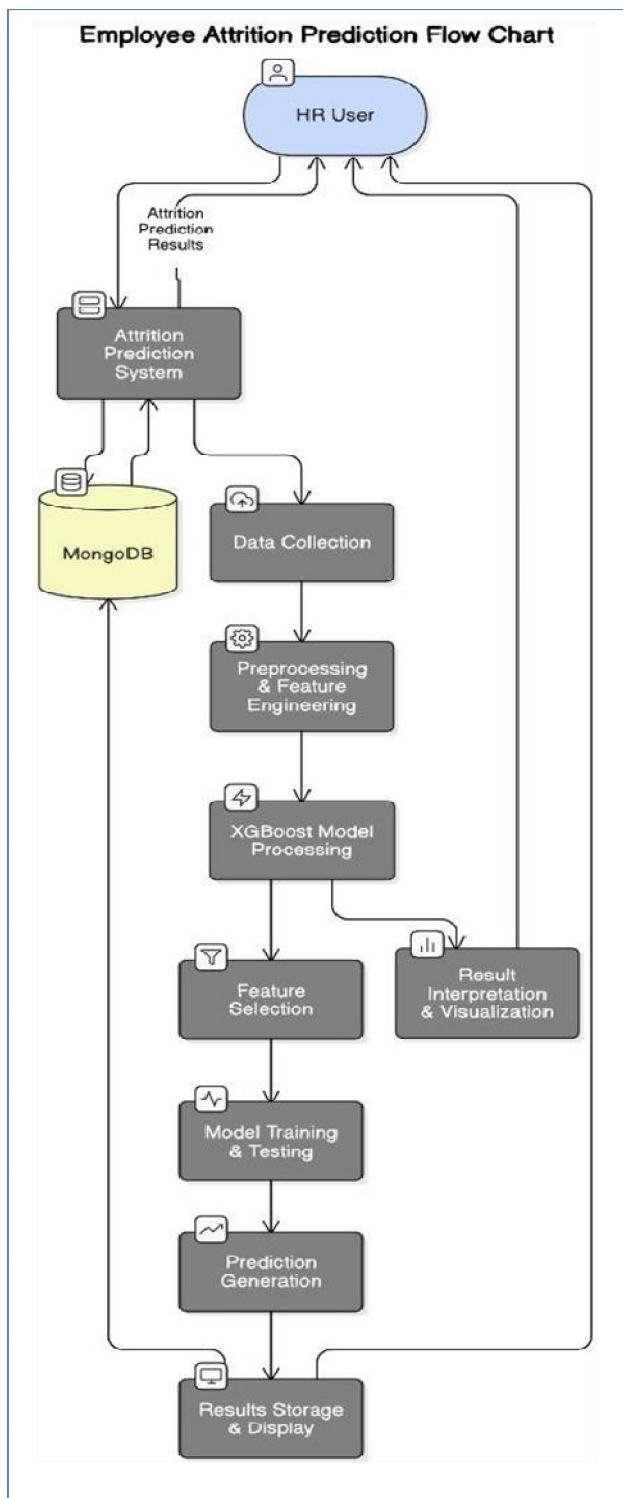 Employee Attrition Prediction Flow Chart
HR User
Attrition
Prediction
Results
Attrition
Prediction
System
MongoDB
Data Collection
Preprocessing
& Feature
Engineering
XGBoost Model
Processing
Feature
Selection
Result
Interpretation
& Visualization
Model Training
& Testing
Prediction
Generation
Results Storage
& Display